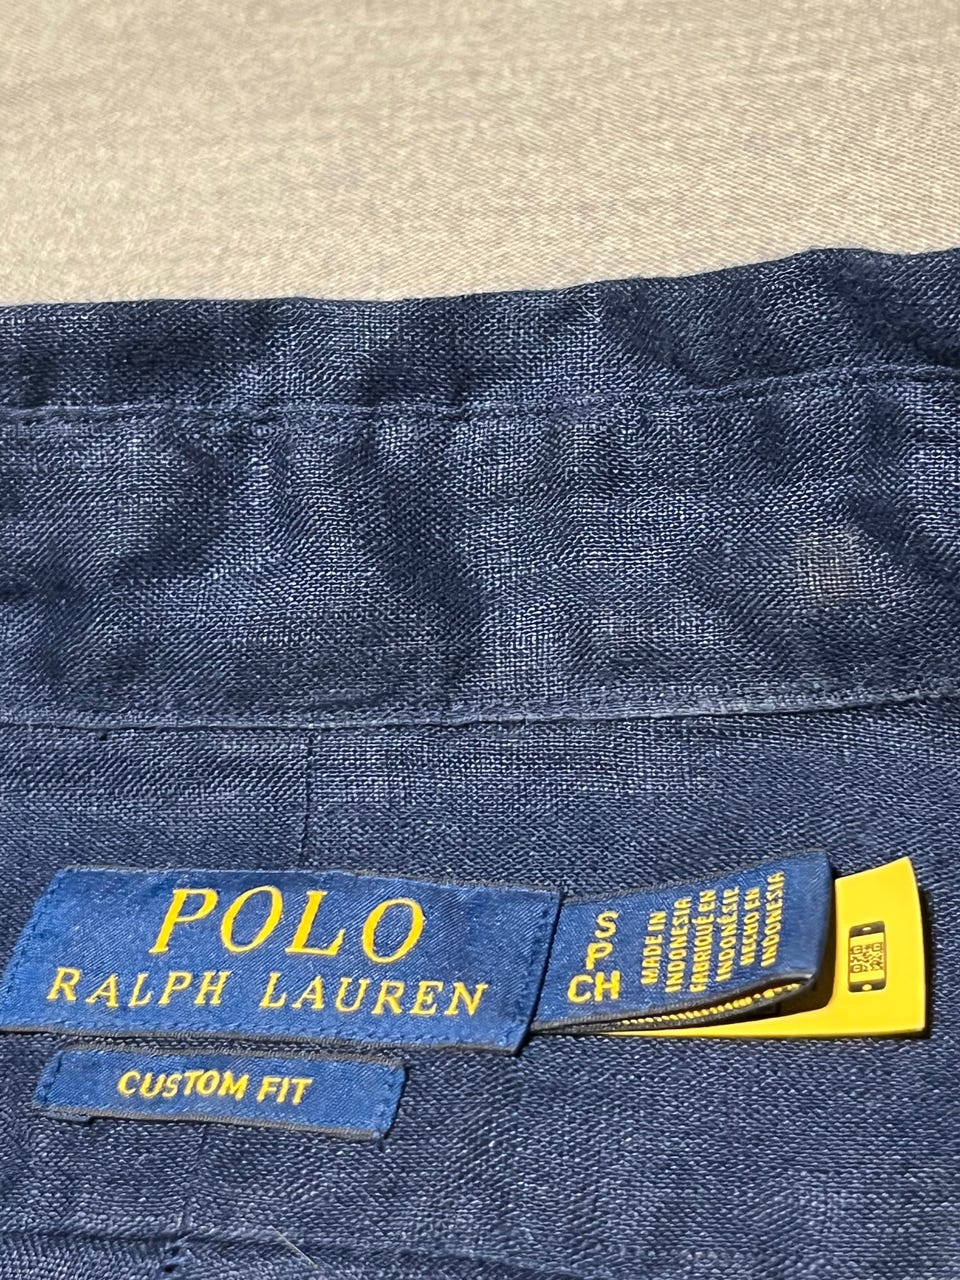 POLO
RALPH LAUREN
CUSTOM FIT
S
P
CH
MADE IN
INDONESIA
FABRIQUÉ EN
INDONÉSIE
HECHO EN
INDONESIA